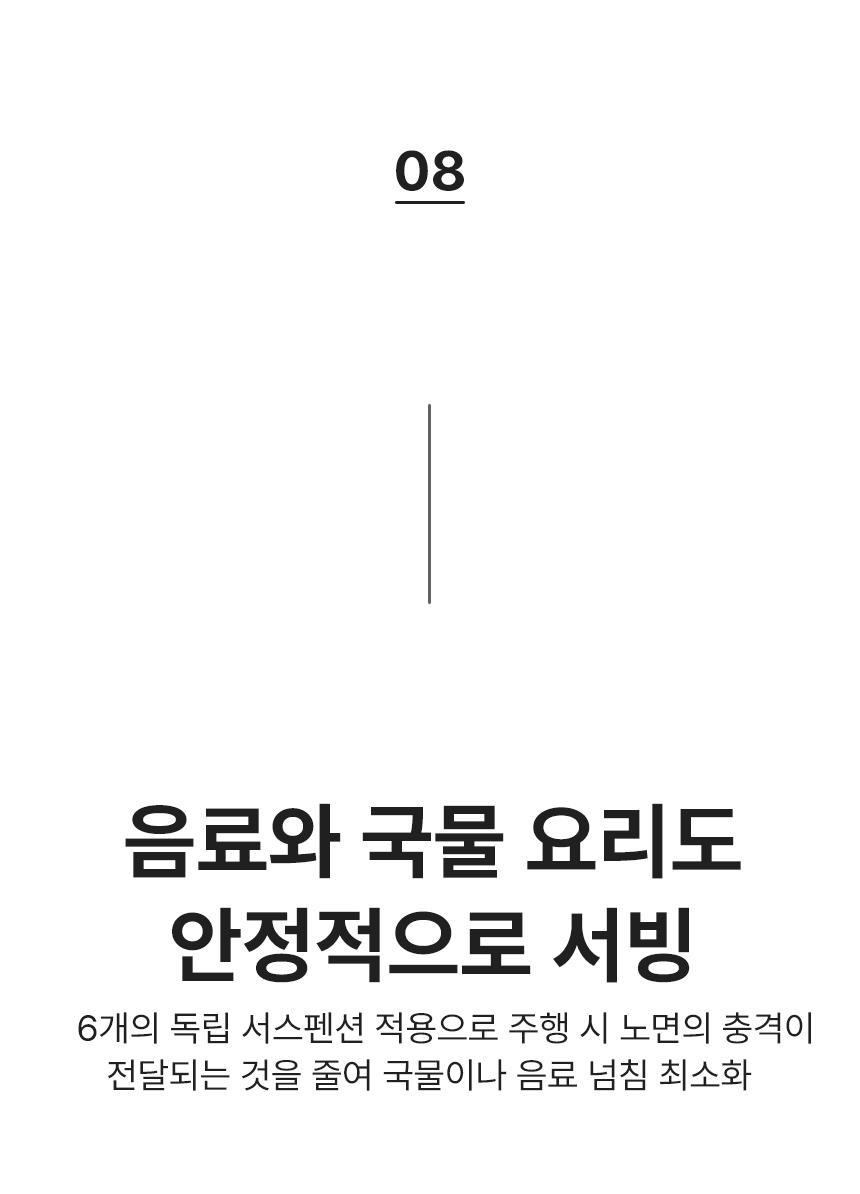 08
음료와 국물 요리도
안정적으로 서빙
6개의 독립 서스펜션 적용으로 주행 시 노면의 충격이
전달되는 것을 줄여 국물이나 음료 넘침 최소화